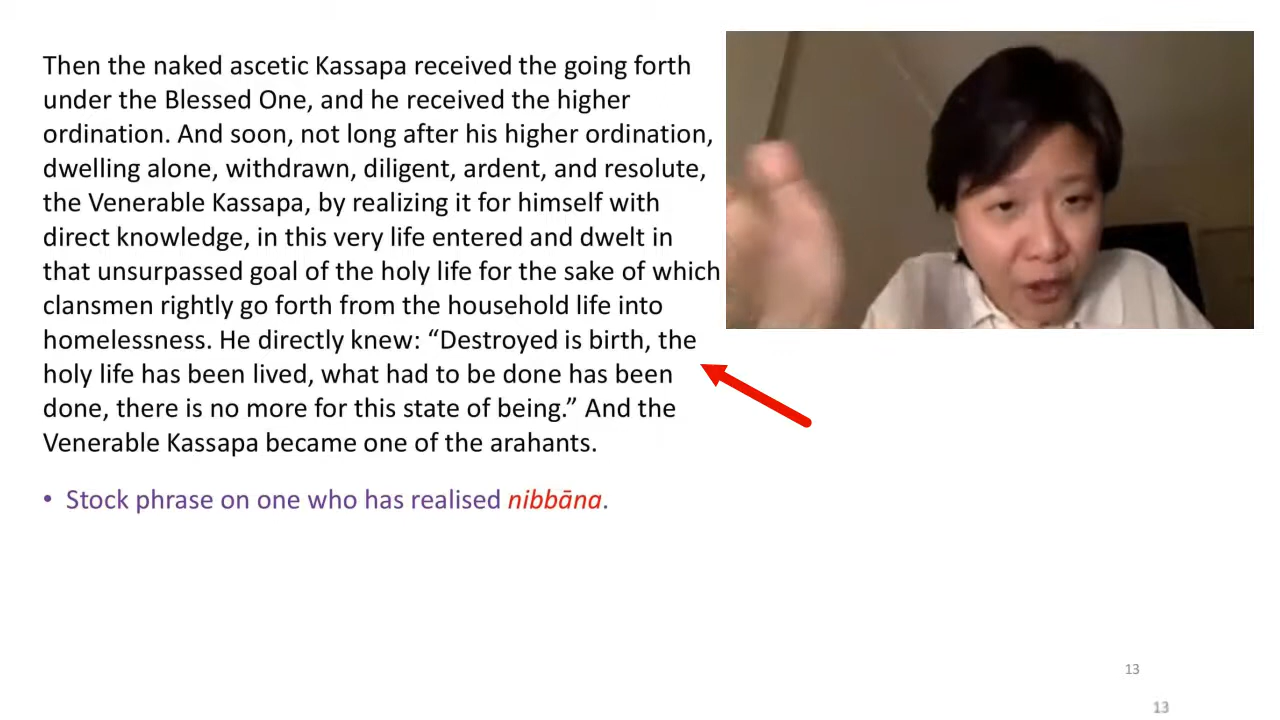 Then the naked ascetic Kassapa received the going forth
under the Blessed One, and he received the higher
ordination. And soon, not long after his higher ordination,
dwelling alone, withdrawn, diligent, ardent, and resolute,
the Venerable Kassapa, by realizing it for himself with
direct knowledge, in this very life entered and dwelt in
that unsurpassed goal of the holy life for the sake of which
clansmen rightly go forth from the household life into
homelessness. He directly knew: “Destroyed is birth, the
holy life has been lived, what had to be done has been
done, there is no more for this state of being.” And the
Venerable Kassapa became one of the arahants.
• Stock phrase on one who has realised nibbāna.
13
13